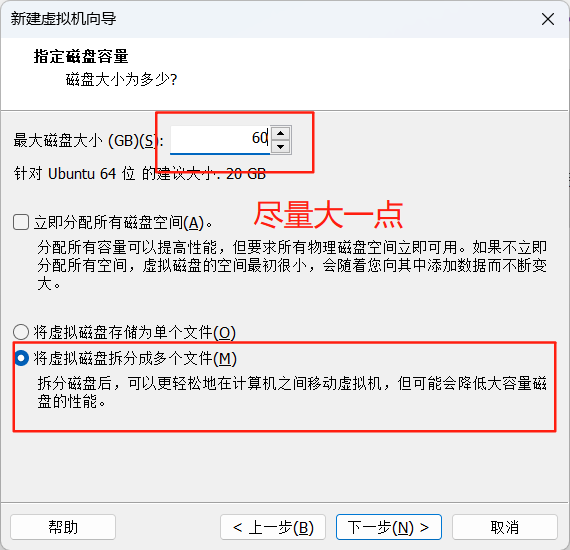 新建虚拟机向导
指定磁盘容量
磁盘大小为多少?
最大磁盘大小 (GB)(S): 60
针对 Ubuntu 64 位 的建议大小: 20 GB
尽量大一点
立即分配所有磁盘空间(A)。
分配所有容量可以提高性能，但要求所有物理磁盘空间立即可用。如果不立即
分配所有空间，虚拟磁盘的空间最初很小，会随着您向其中添加数据而不断变
大。
将虚拟磁盘存储为单个文件(O)
将虚拟磁盘拆分成多个文件(M)
拆分磁盘后，可以更轻松地在计算机之间移动虚拟机，但可能会降低大容量磁
盘的性能。
帮助 < 上一步(B) 下一步(N) > 取消